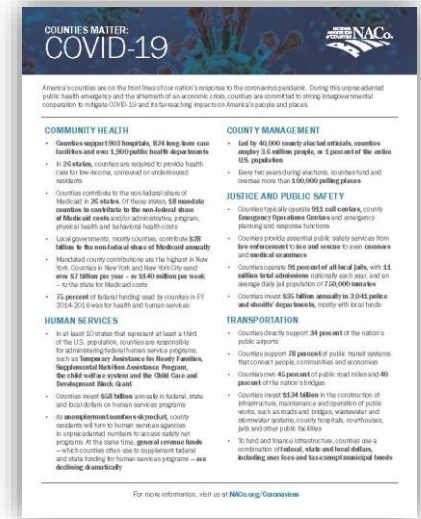 COUNTIES MATTER:
COVID-19
NATIONAL
ASSOCIATION
of COUNTIES
NACo.
America's counties are on the front lines of our nation's response to the coronavirus pandemic. During this unprecedented
public health emergency and the aftermath of an economic crisis, counties are committed to strong intergovernmental
cooperation to mitigate COVID-19 and its far-reaching impacts on America's people and places.
COMMUNITY HEALTH
• Counties support 903 hospitals, 824 long-term care
facilities and over 1,900 public health departments
• In 26 states, counties are required to provide health
care for low-income, uninsured or underinsured
residents
• Counties contribute to the non-federal share of
Medicaid in 26 states. Of these states, 18 mandate
counties to contribute to the non-federal share
of Medicaid costs and/or administrative, program,
physical health and behavioral health costs
• Local governments, mostly counties, contribute $28
billion to the non-federal share of Medicaid annually
• Mandated county contributions are the highest in New
York. Counties in New York and New York City send
over $7 billion per year – or $140 million per week
– to the state for Medicaid costs
• 75 percent of federal funding used by counties in FY
2014-2016 was for health and human services
HUMAN SERVICES
• In at least 10 states that represent at least a third
of the U.S. population, counties are responsible
for administering federal human service programs,
such as Temporary Assistance for Needy Families,
Supplemental Nutrition Assistance Program,
the child welfare system and the Child Care and
Development Block Grant
• Counties invest $58 billion annually in federal, state
and local dollars on human services programs
• As unemployment numbers skyrocket, county
residents will turn to human services agencies
in unprecedented numbers to access safety net
programs. At the same time, general revenue funds
– which counties often use to supplement federal
and state funding for human services programs – are
declining dramatically
COUNTY MANAGEMENT
• Led by 40,000 county elected officials, counties
employ 3.6 million people, or 1 percent of the entire
U.S. population
• Every two years during elections, counties fund and
oversee more than 100,000 polling places
JUSTICE AND PUBLIC SAFETY
• Counties typically operate 911 call centers, county
Emergency Operations Centers and emergency
planning and response functions
• Counties provide essential public safety services from
law enforcement to fire and rescue to even coroners
and medical examiners
• Counties operate 91 percent of all local jails, with 11
million total admissions nationally each year, and an
average daily jail population of 750,000 inmates
• Counties invest $35 billion annually in 3,041 police
and sheriffs' departments, mostly with local funds
TRANSPORTATION
• Counties directly support 34 percent of the nation's
public airports
• Counties support 78 percent of public transit systems
that connect people, communities and economies
• Counties own 45 percent of public road miles and 40
percent of the nation's bridges
• Counties invest $134 billion in the construction of
infrastructure, maintenance and operation of public
works, such as roads and bridges, wastewater and
stormwater systems, county hospitals, courthouses,
jails and other public facilities
• To fund and finance infrastructure, counties use a
combination of federal, state and local dollars,
including user fees and tax exempt municipal bonds
For more information, visit us at NACo.org/Coronavirus